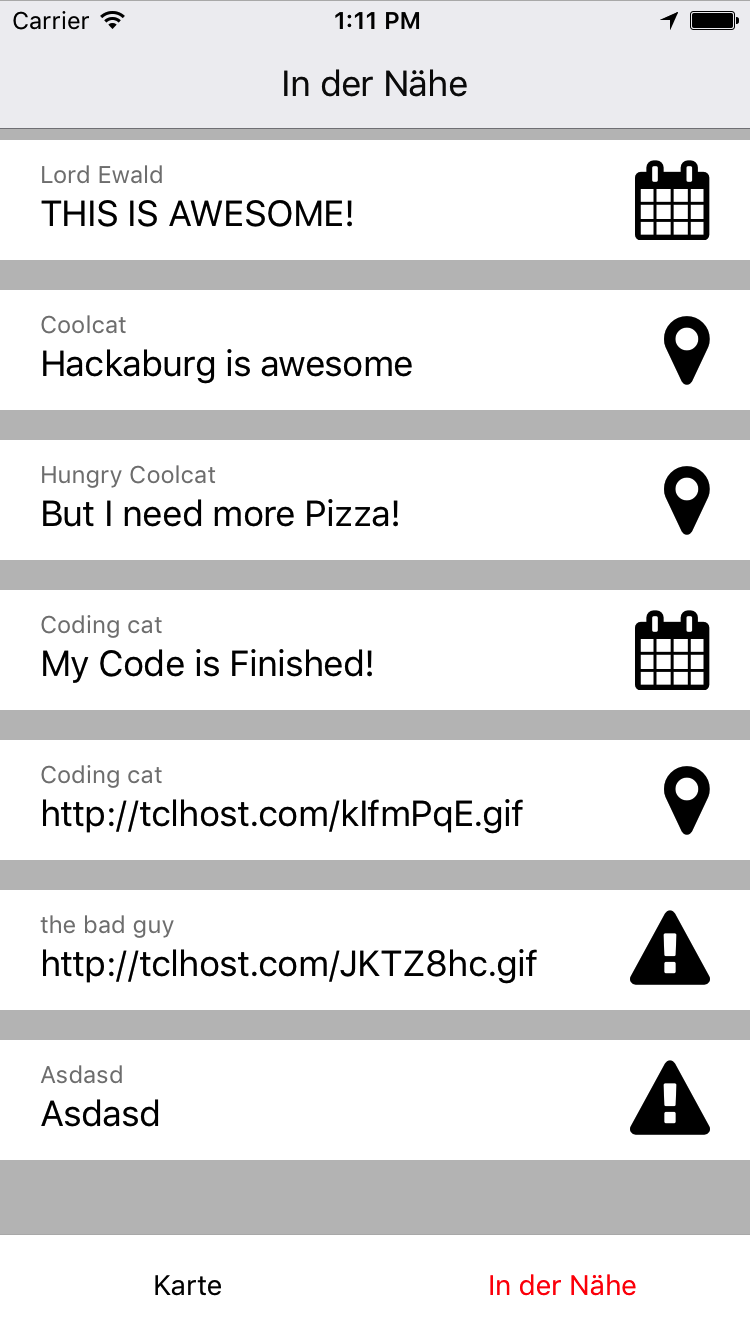 Carrier 1:11 PM
In der Nähe
Lord Ewald
THIS IS AWESOME!
Coolcat
Hackaburg is awesome
Hungry Coolcat
But I need more Pizza!
Coding cat
My Code is Finished!
Coding cat
http://tclhost.com/kIfmPqE.gif
the bad guy
http://tclhost.com/JKTZ8hc.gif
Asdasd
Asdasd
Karte In der Nähe